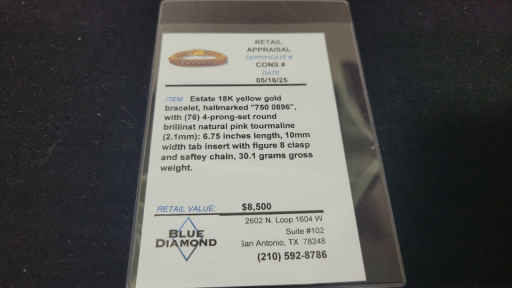 RETAIL
APPRAISAL
CERTIFICATE #
CONS #
DATE
05/16/25
ITEM: Estate 18K yellow gold
bracelet, hallmarked "750 0896",
with (76) 4-prong-set round
brillinat natural pink tourmaline
(2.1mm): 6.75 inches length, 10mm
width tab insert with figure 8 clasp
and saftey chain, 30.1 grams gross
weight.
RETAIL VALUE: $8,500
BLUE
DIAMOND
2602 N. Loop 1604 W
Suite #102
San Antonio, TX 78248
(210) 592-8786